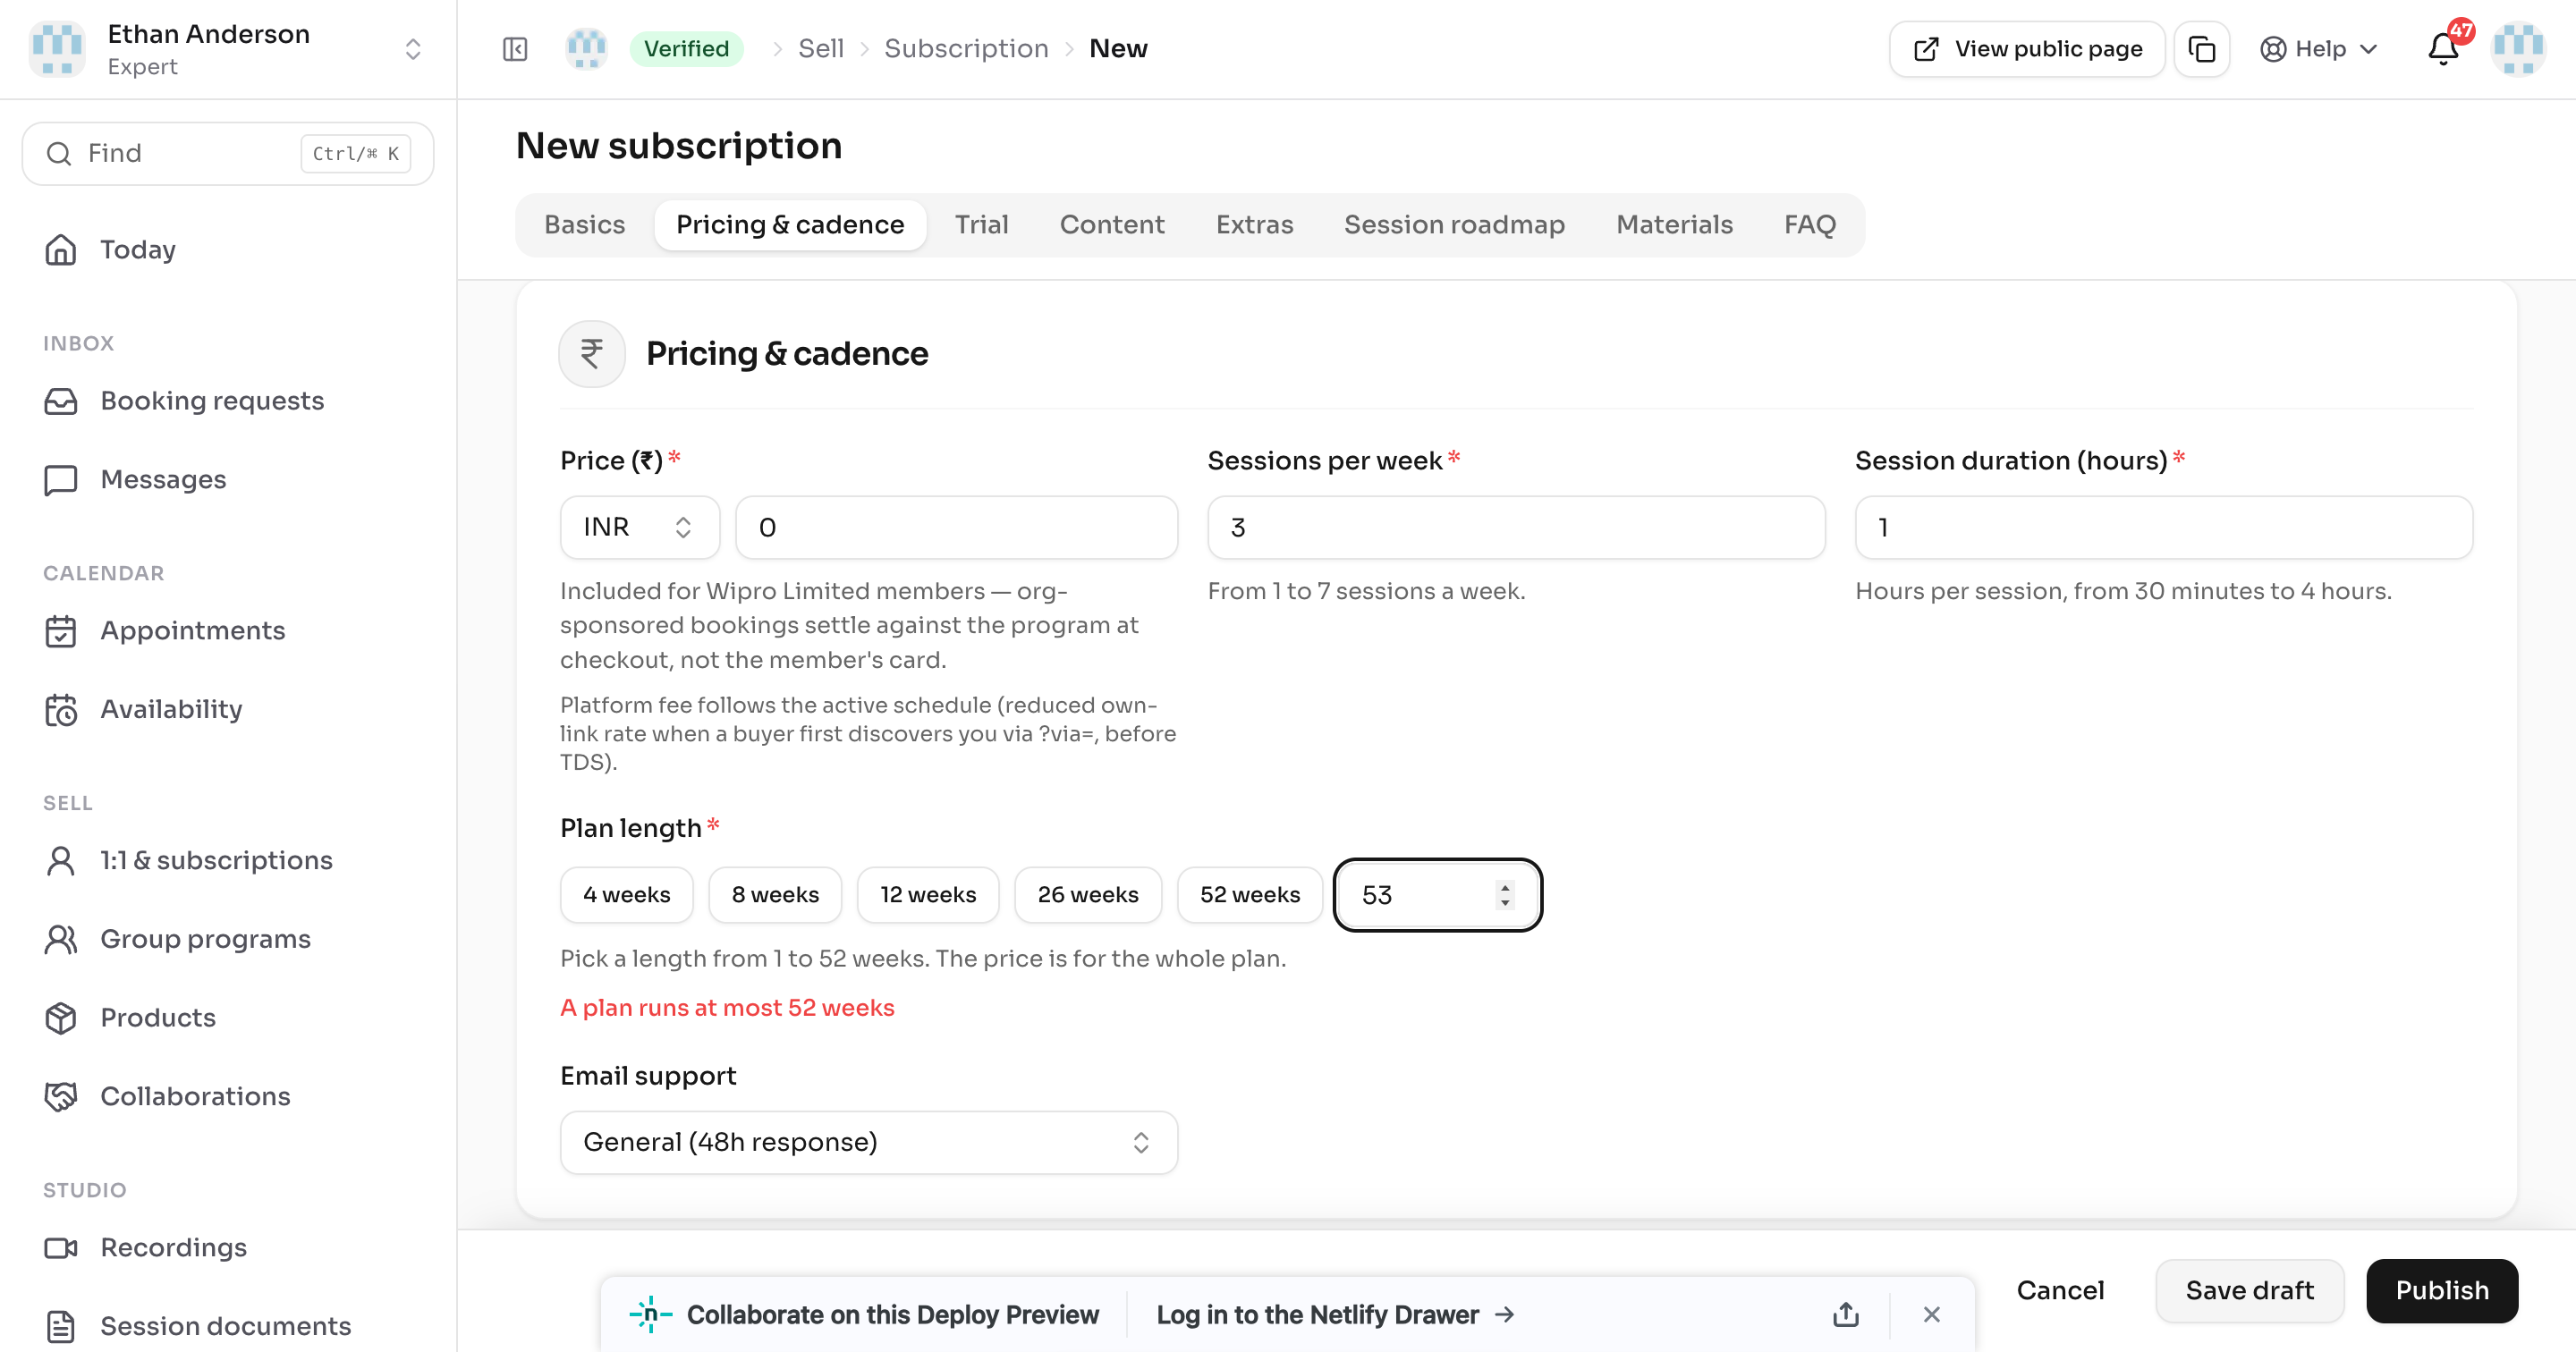 Ethan Anderson
Expert
Verified
Sell
Subscription
New
View public page
Help
47
Find
Ctrl/⌘ K
Today
INBOX
Booking requests
Messages
CALENDAR
Appointments
Availability
SELL
1:1 & subscriptions
Group programs
Products
Collaborations
STUDIO
Recordings
Session documents
New subscription
Basics
Pricing & cadence
Trial
Content
Extras
Session roadmap
Materials
FAQ
₹
Pricing & cadence
Price (₹) *
INR
0
Included for Wipro Limited members — org-
sponsored bookings settle against the program at
checkout, not the member's card.
Platform fee follows the active schedule (reduced own-
link rate when a buyer first discovers you via ?via=, before
TDS).
Sessions per week *
3
From 1 to 7 sessions a week.
Session duration (hours) *
1
Hours per session, from 30 minutes to 4 hours.
Plan length *
4 weeks
8 weeks
12 weeks
26 weeks
52 weeks
53
Pick a length from 1 to 52 weeks. The price is for the whole plan.
A plan runs at most 52 weeks
Email support
General (48h response)
Collaborate on this Deploy Preview
Log in to the Netlify Drawer →
Cancel
Save draft
Publish